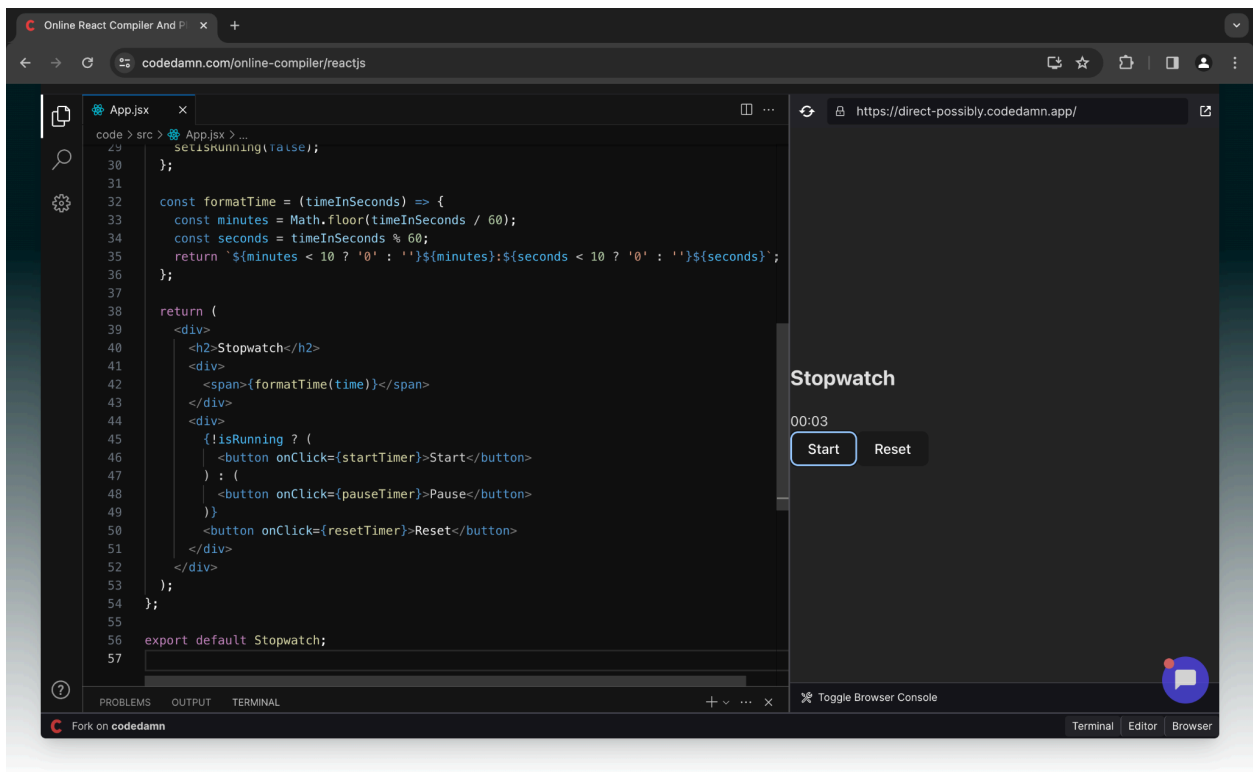 Online React Compiler And Pl
codedamn.com/online-compiler/reactjs
App.jsx
https://direct-possibly.codedamn.app/
code > src > App.jsx > ...
29 setIsRunning(false);
30 };
31
32 const formatTime = (timeInSeconds) => {
33 const minutes = Math.floor(timeInSeconds / 60);
34 const seconds = timeInSeconds % 60;
35 return `${minutes < 10 ? '0' : ''}${minutes}:${seconds < 10 ? '0' : ''}${seconds}`;
36 };
37
38 return (
39 <div>
40 <h2>Stopwatch</h2>
41 <div>
42 <span>{formatTime(time)}</span>
43 </div>
44 <div>
45 {!isRunning ? (
46 <button onClick={startTimer}>Start</button>
47 ) : (
48 <button onClick={pauseTimer}>Pause</button>
49 )}
50 <button onClick={resetTimer}>Reset</button>
51 </div>
52 </div>
53 );
54 };
55
56 export default Stopwatch;
57
Stopwatch
00:03
Start Reset
PROBLEMS OUTPUT TERMINAL
Toggle Browser Console
Fork on codedamn
Terminal Editor Browser